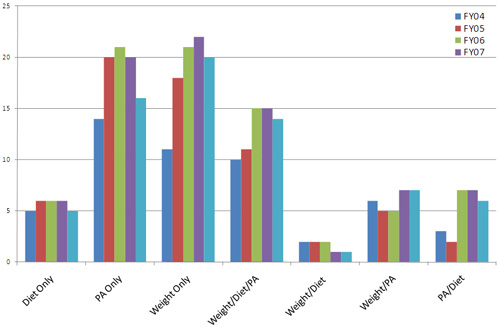 25
20
15
10
5
0
FY04
FY05
FY06
FY07
Diet Only
PA Only
Weight Only
Weight/Diet/PA
Weight/Diet
Weight/PA
PA/Diet